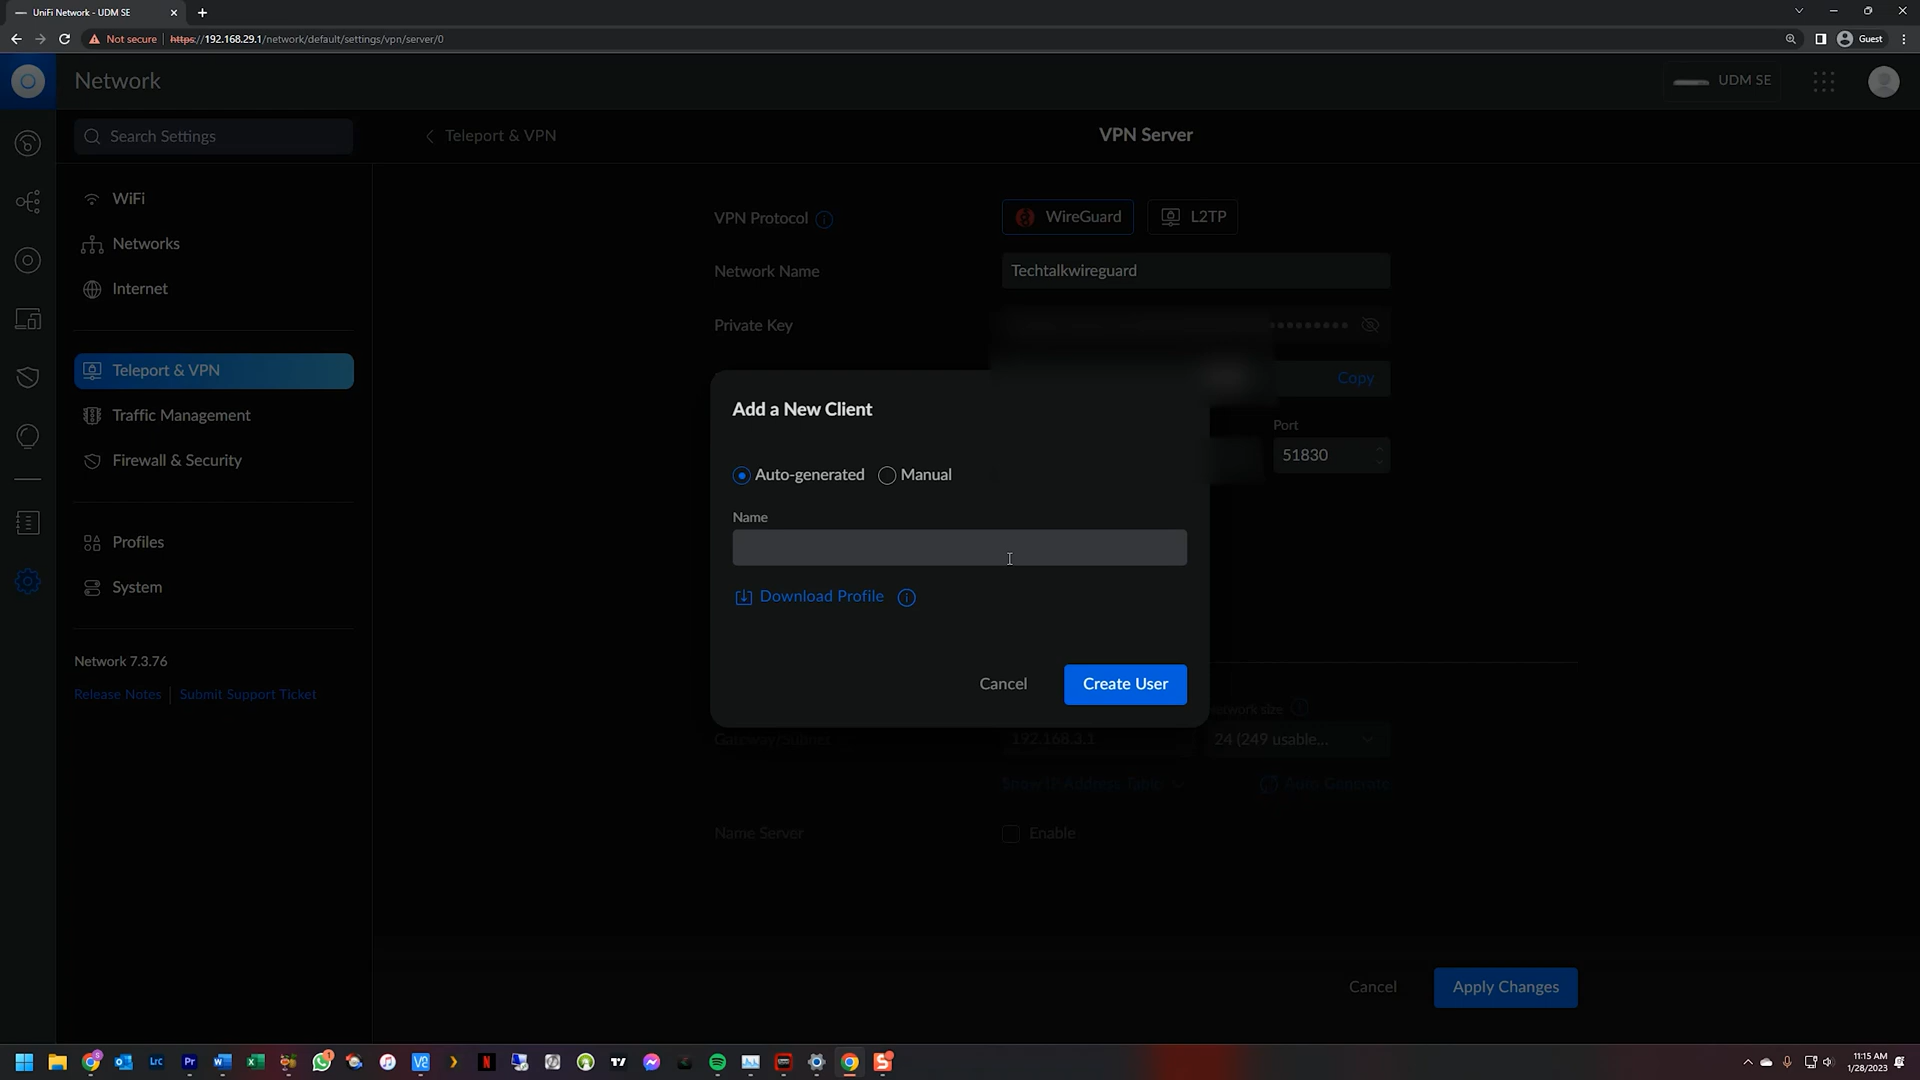 UniFi Network - UDM SE
Not secure | https://192.168.29.1/network/default/settings/vpn/server/0
Guest
Network
UDM SE
Search Settings
Teleport & VPN
VPN Server
WiFi
Networks
Internet
Teleport & VPN
Traffic Management
Firewall & Security
Profiles
System
Network 7.3.76
Release Notes | Submit Support Ticket
VPN Protocol
WireGuard
L2TP
Network Name
Techtalkwireguard
Private Key
Copy
Port
51830
Add a New Client
Auto-generated
Manual
Name
Download Profile
Cancel
Create User
network size
Gateway/Subnet
192.168.3.1
24 (249 usable...
Show IP Address Table
Auto Generate
Name Server
Enable
Cancel
Apply Changes
11:15 AM
1/28/2023